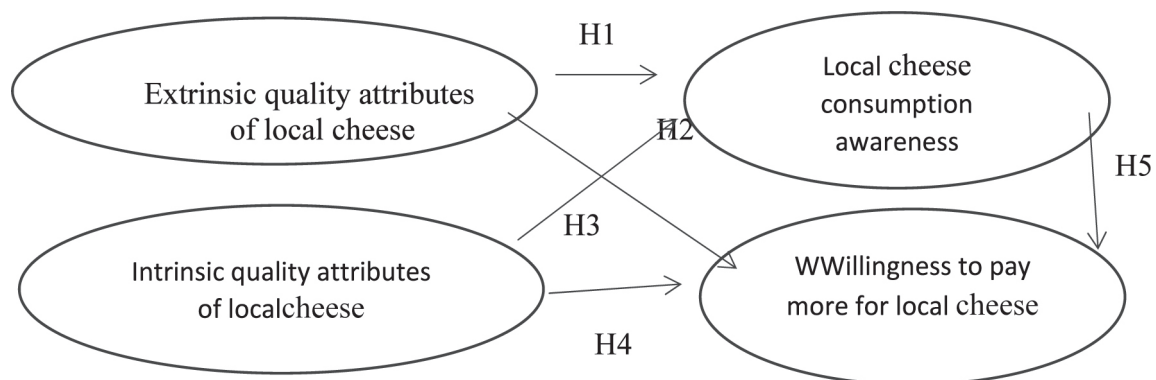 H1
Extrinsic quality attributes
of local cheese
Local cheese
consumption
awareness
H2
H5
H3
Intrinsic quality attributes
of localcheese
WWillingness to pay
more for local cheese
H4